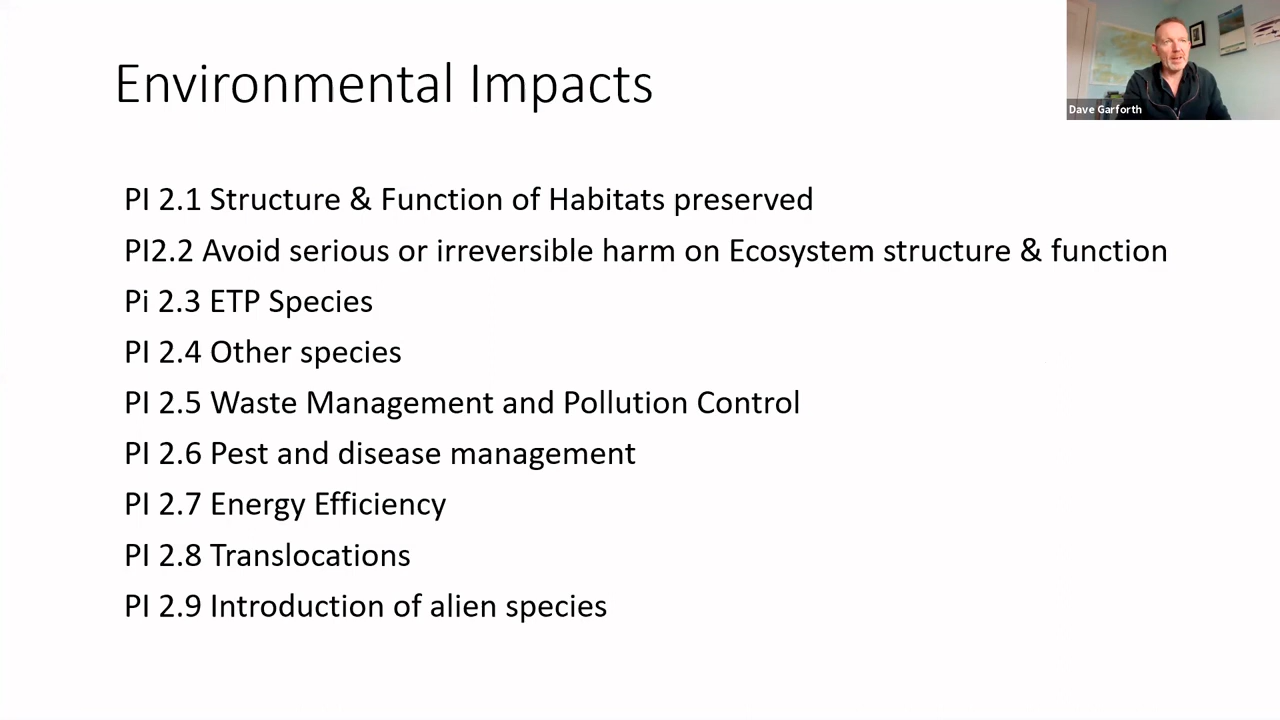 Environmental Impacts
Dave Garforth
PI 2.1 Structure & Function of Habitats preserved
PI2.2 Avoid serious or irreversible harm on Ecosystem structure & function
Pi 2.3 ETP Species
PI 2.4 Other species
PI 2.5 Waste Management and Pollution Control
PI 2.6 Pest and disease management
PI 2.7 Energy Efficiency
PI 2.8 Translocations
PI 2.9 Introduction of alien species